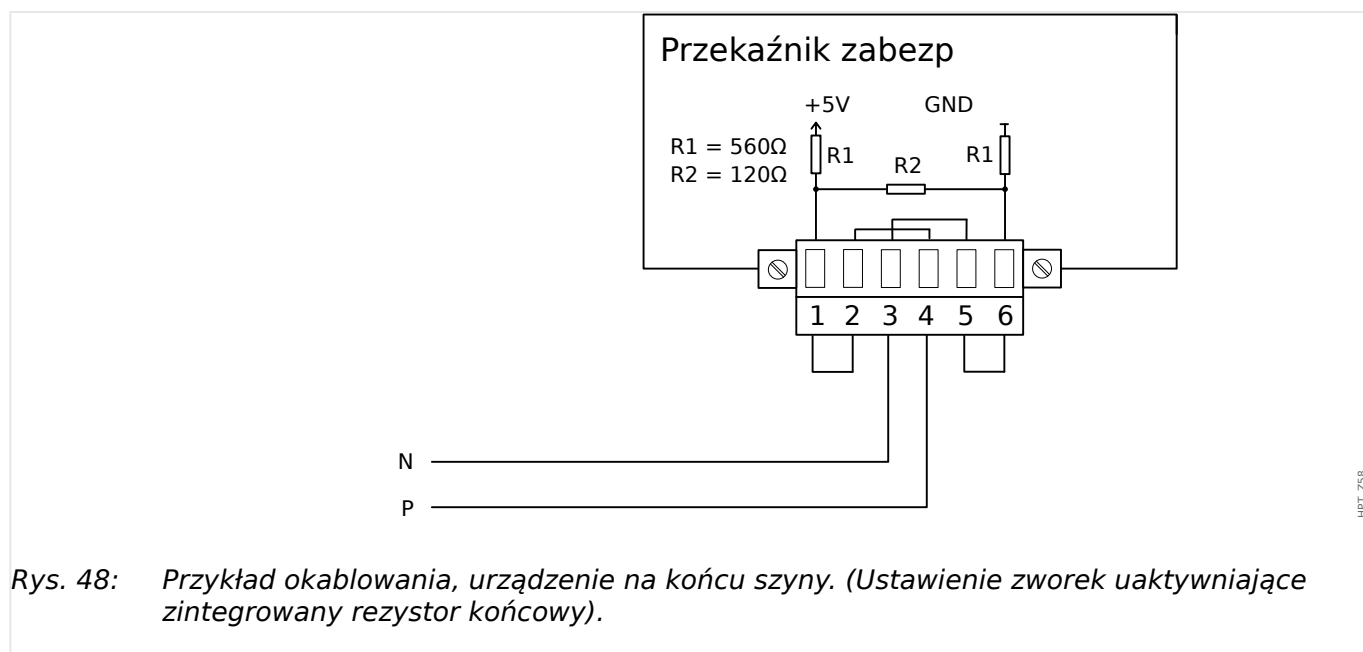 Przekaźnik zabezp
+5V GND
R1 = 560Ω R1 R2 R1
R2 = 120Ω
1 2 3 4 5 6
N
P
HPT_Z58
Rys. 48: Przykład okablowania, urządzenie na końcu szyny. (Ustawienie zworek uaktywniające
zintegrowany rezystor końcowy).